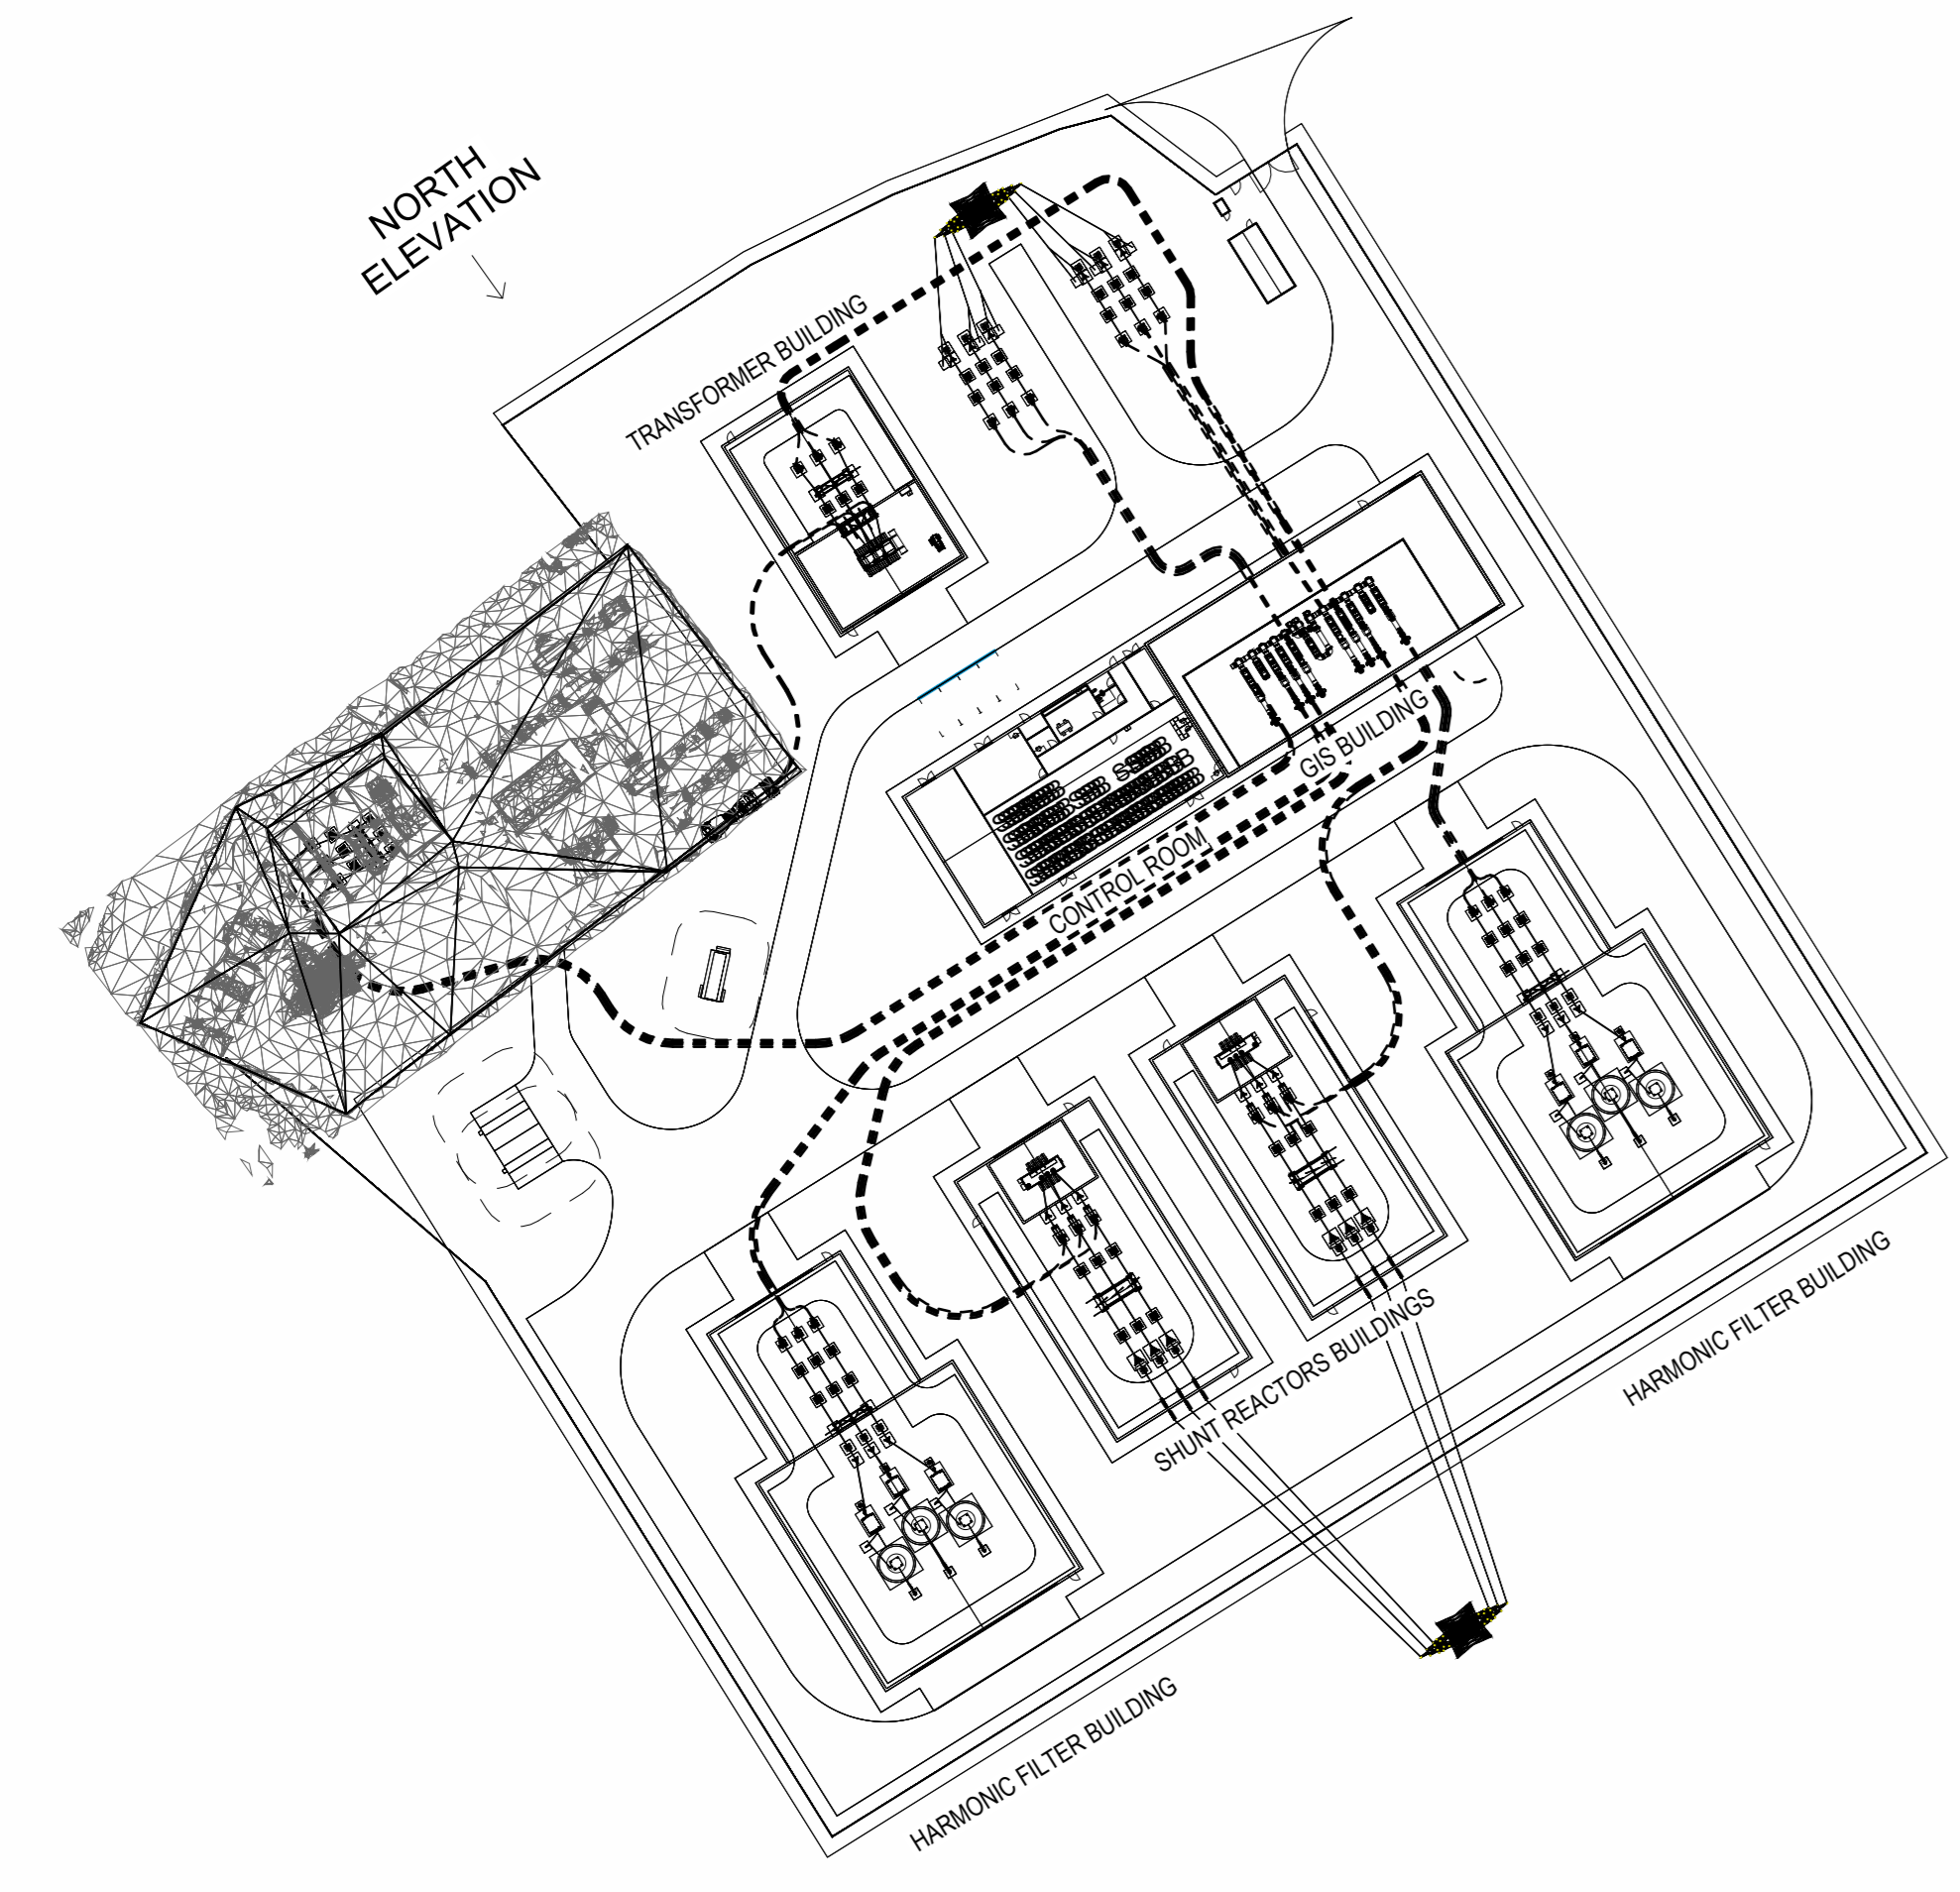 NORTH
ELEVATION
TRANSFORMER BUILDING
GIS BUILDING
CONTROL ROOM
SHUNT REACTORS BUILDINGS
HARMONIC FILTER BUILDING
HARMONIC FILTER BUILDING